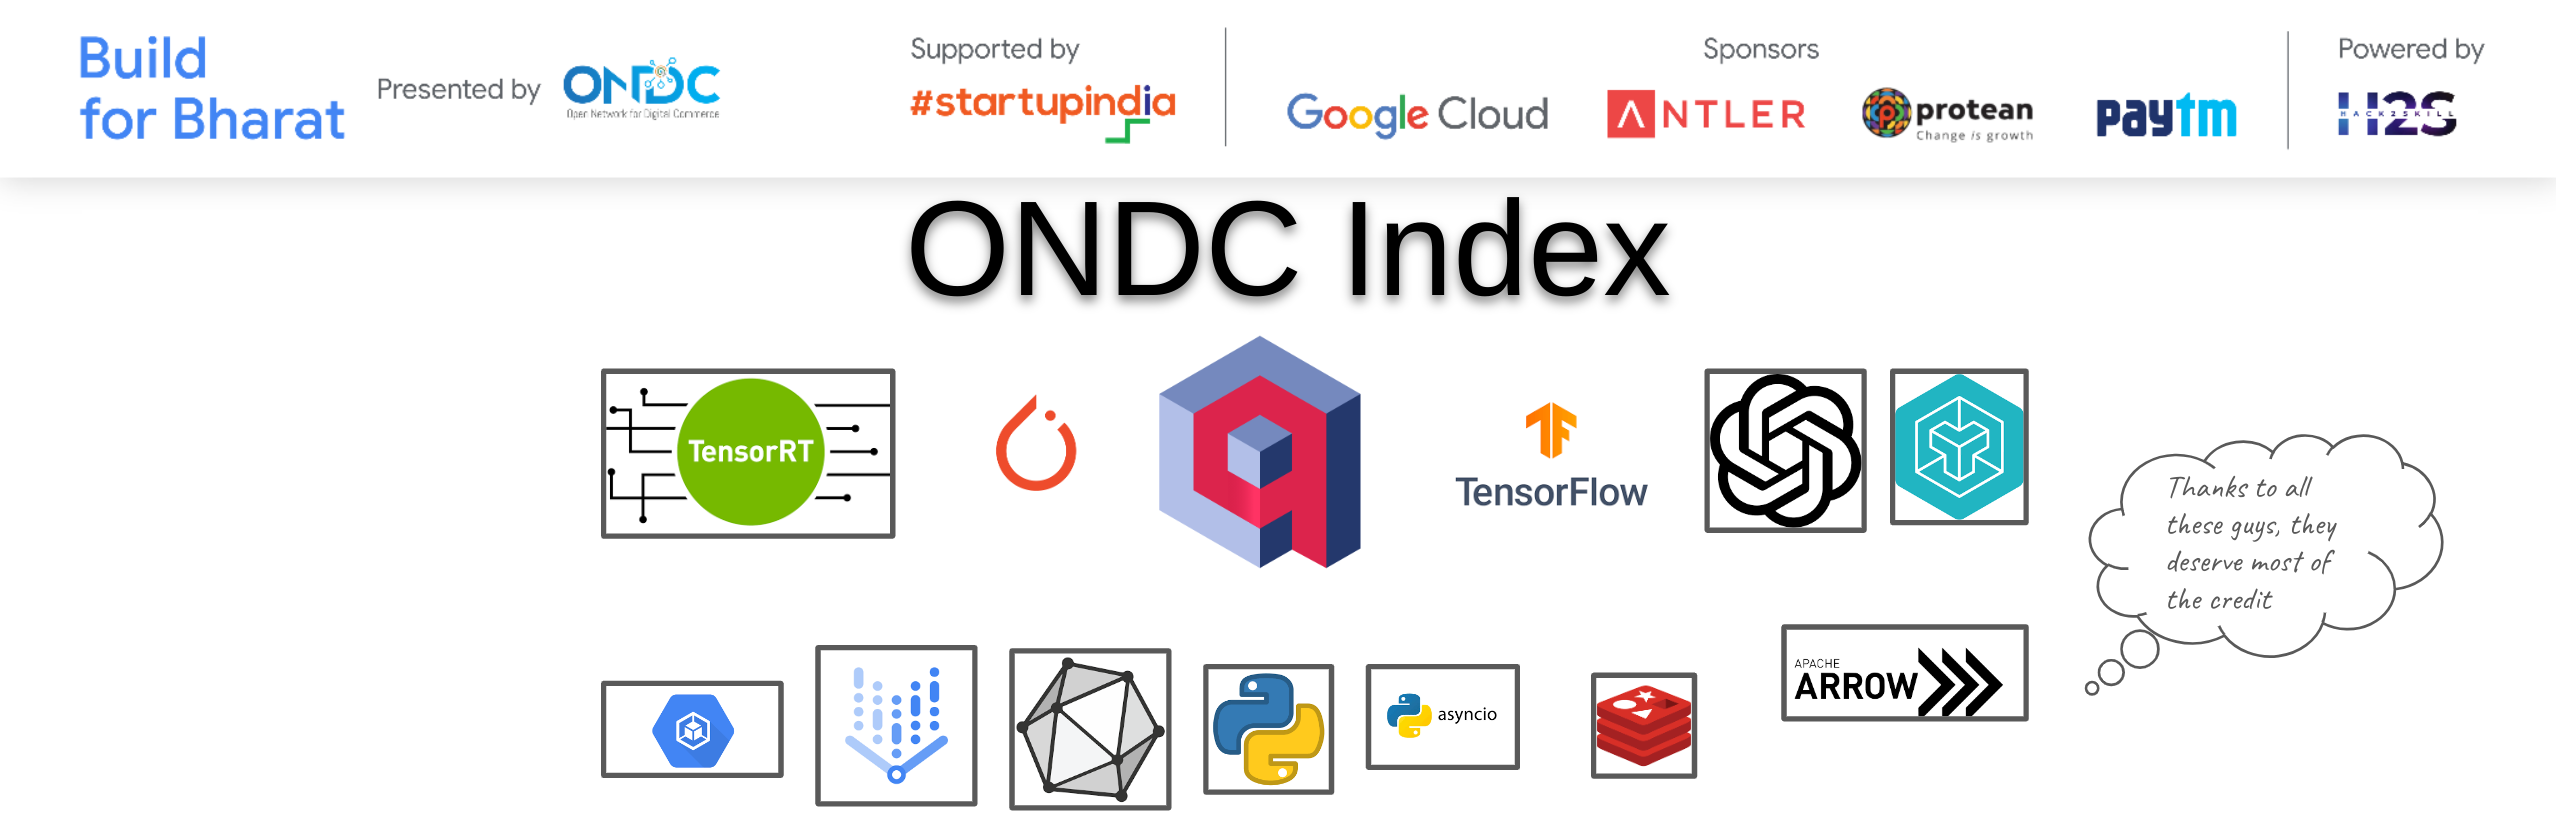 Build
for Bharat
Presented by
ONDC
Open Network for Digital Commerce
Supported by
#startupindia
Google Cloud
Sponsors
ANTLER
protean
Change is growth
paytm
Powered by
H2S
HACK2SKILL
ONDC Index
TensorRT
TensorFlow
Thanks to all
these guys, they
deserve most of
the credit
asyncio
APACHE
ARROW